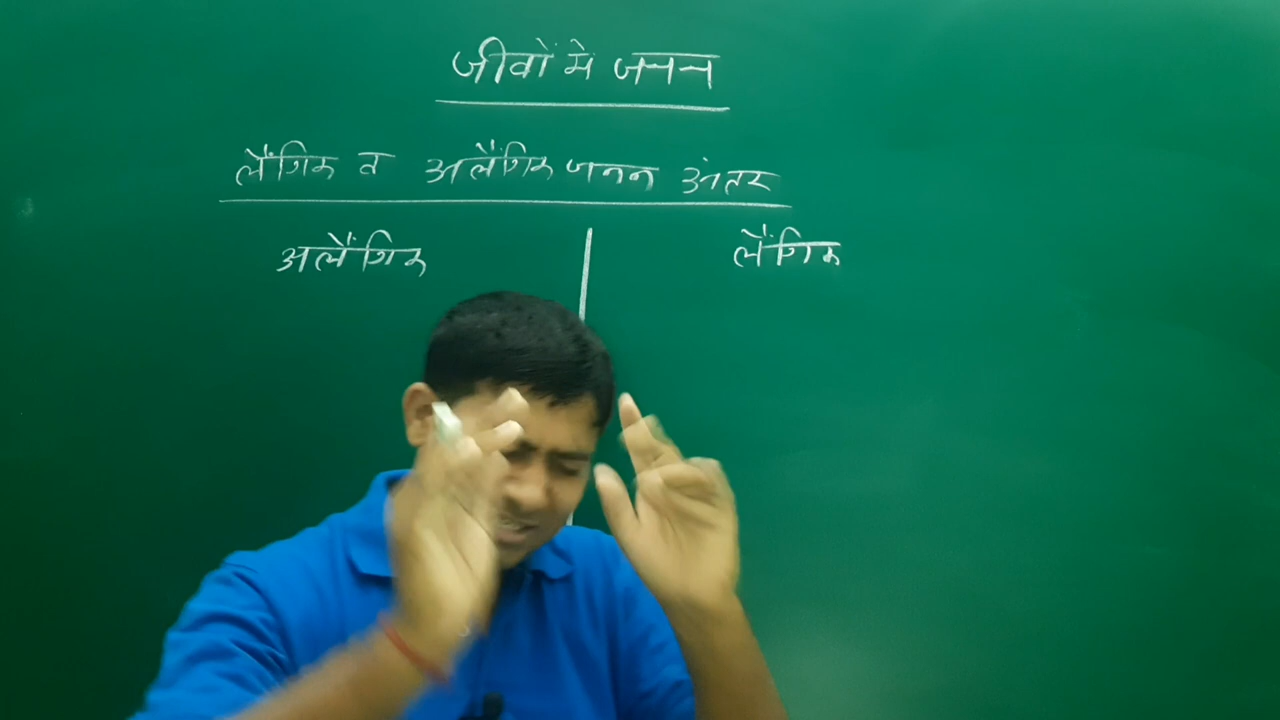 जीवों मे जनन
लैंगिक व अलैंगिक जनन अंतर
अलैंगिक
लैंगिक